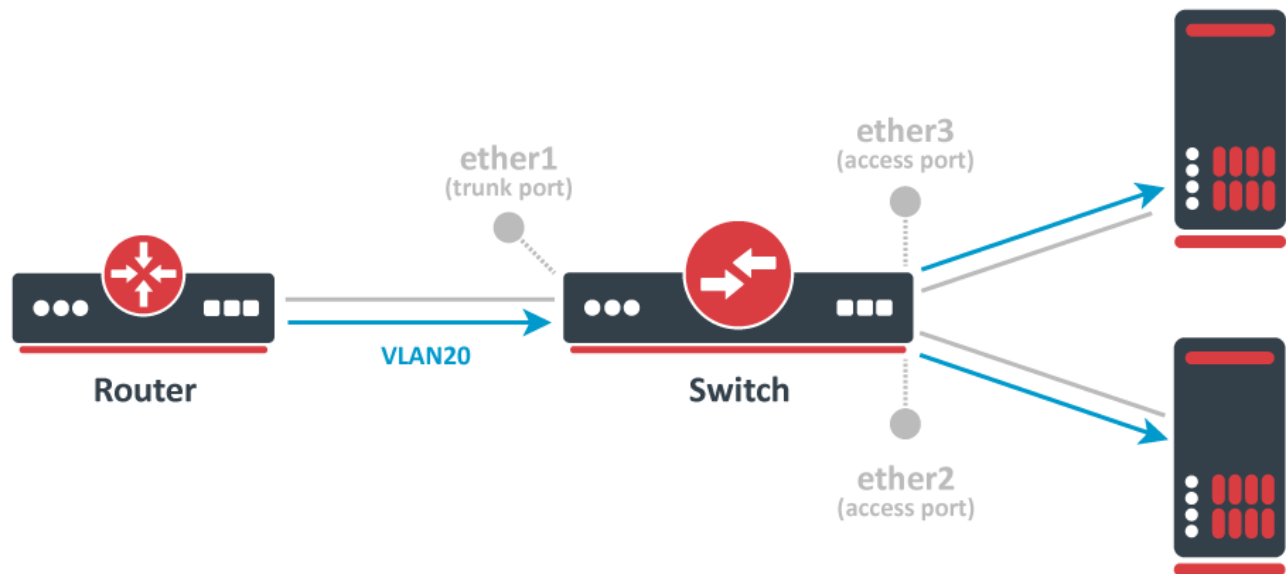 ether1
(trunk port)
ether3
(access port)
VLAN20
Router
Switch
ether2
(access port)